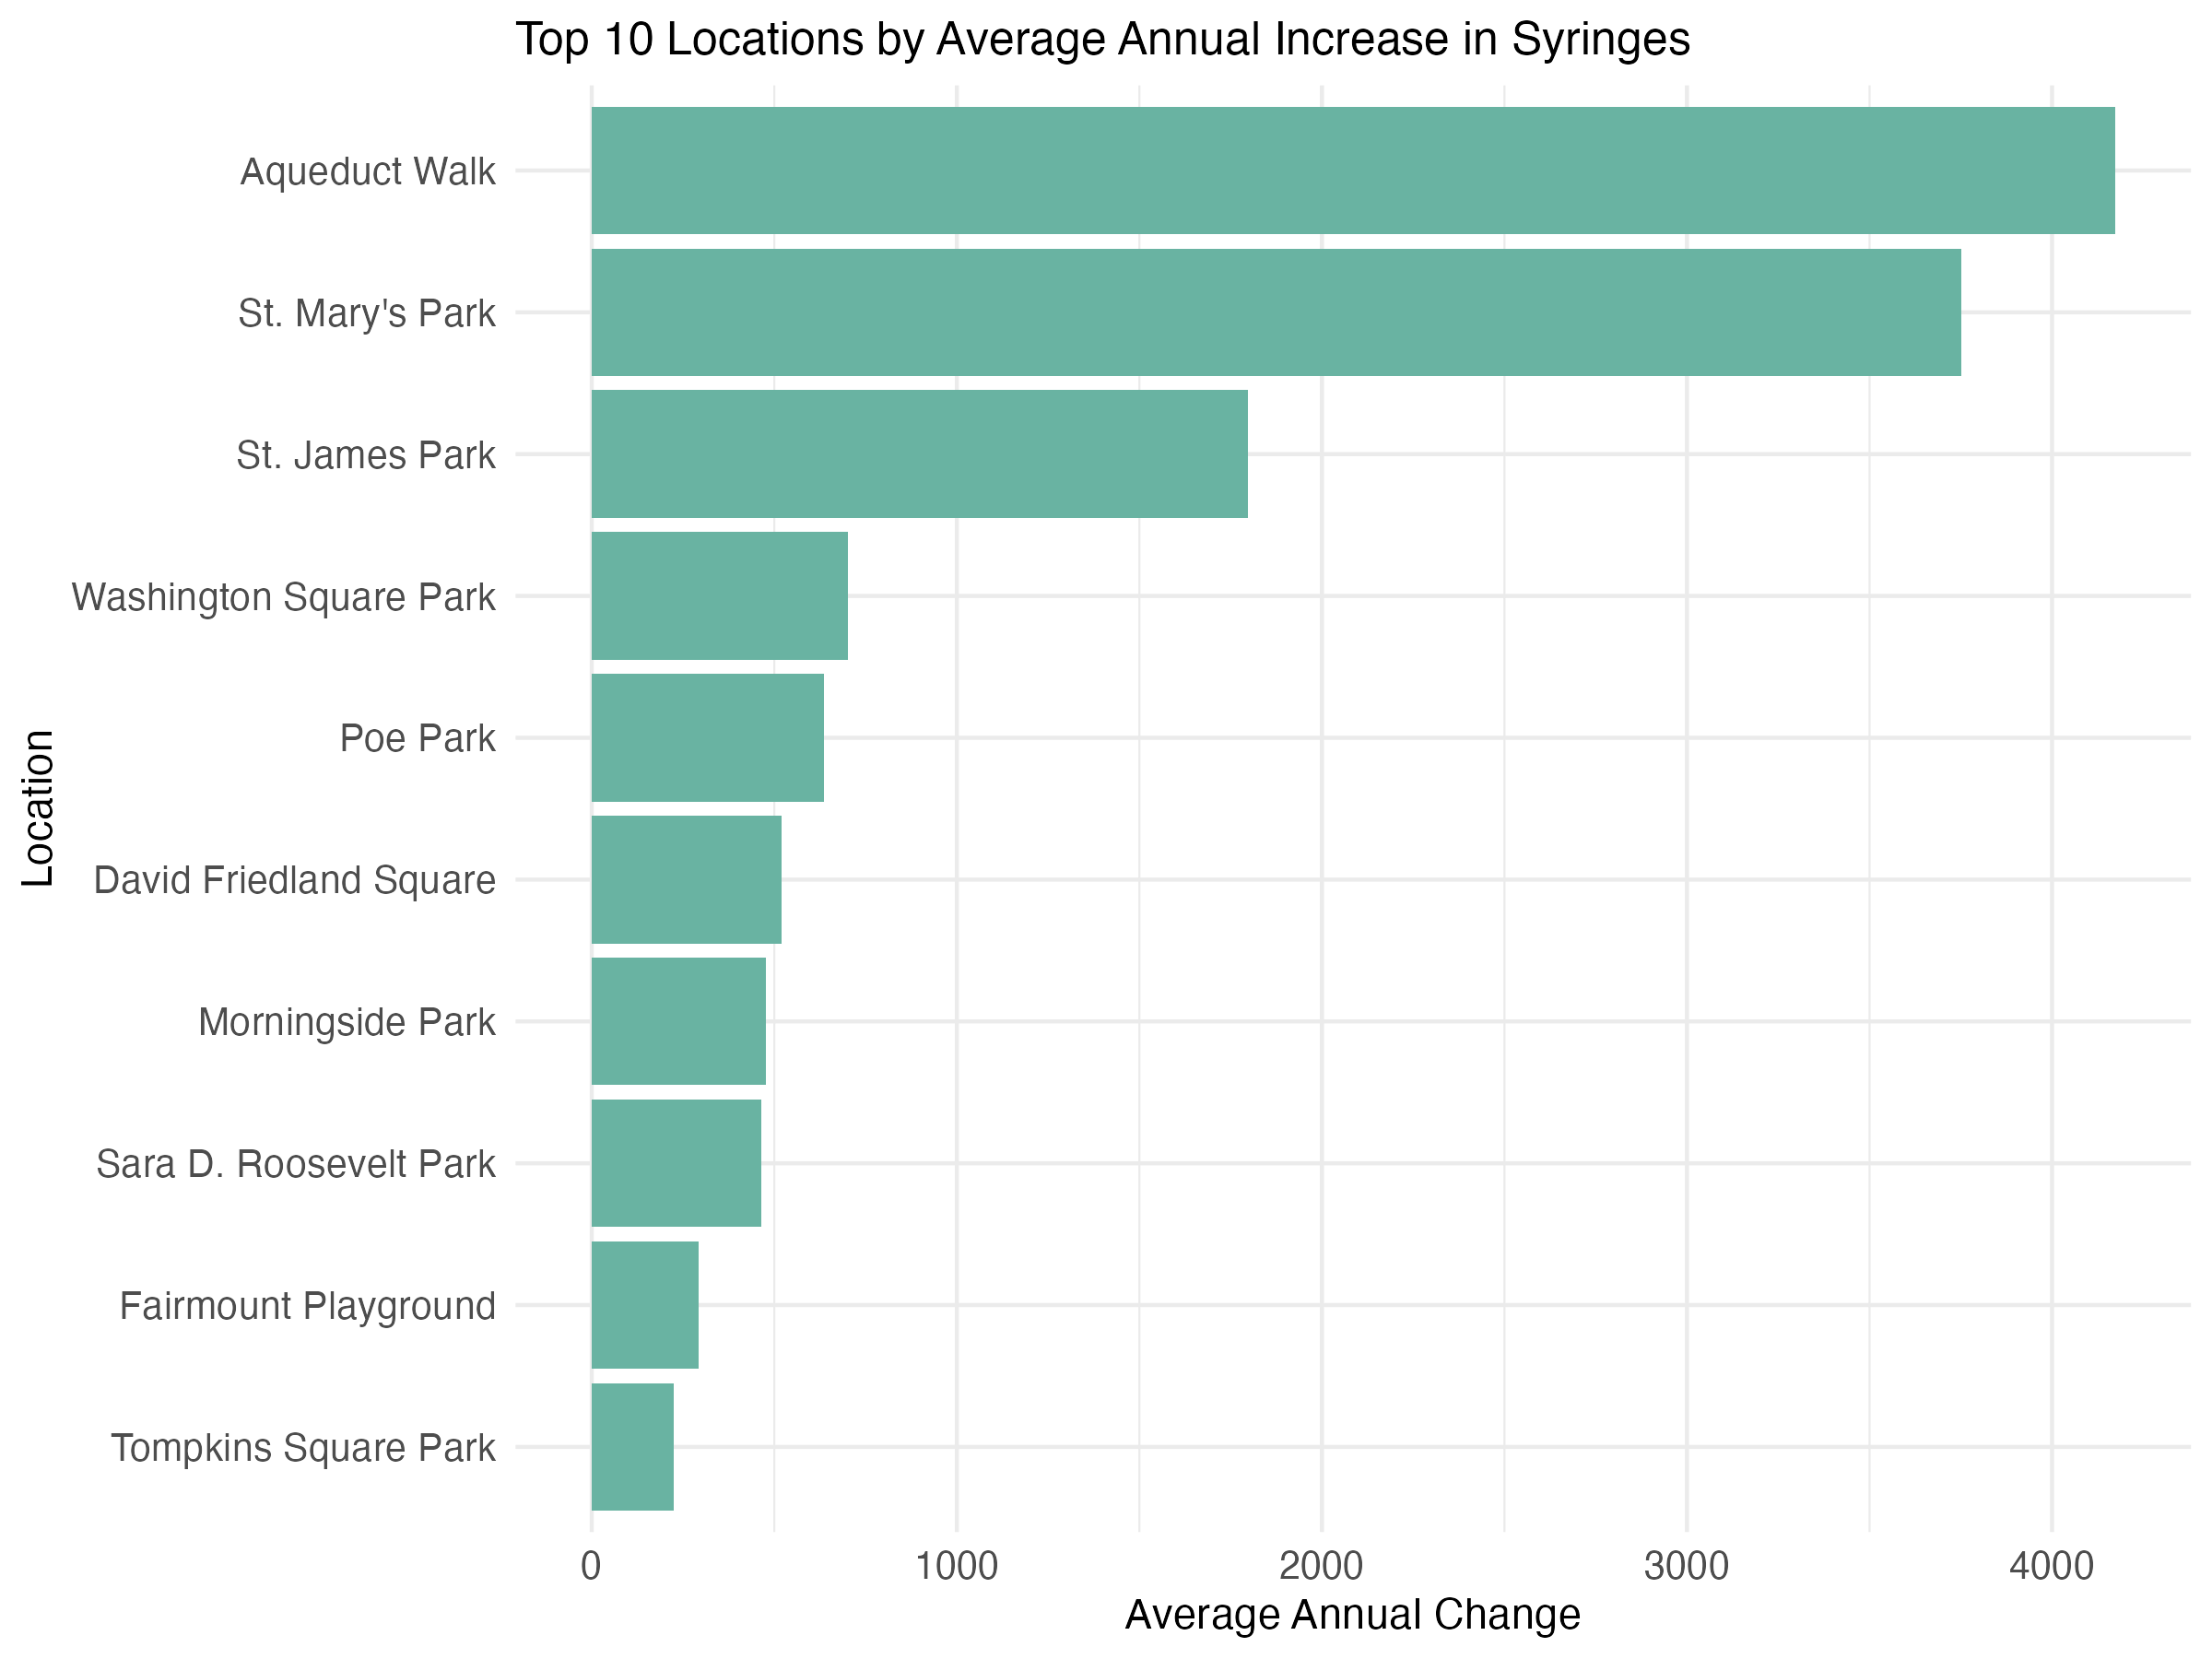 Top 10 Locations by Average Annual Increase in Syringes
Location
Aqueduct Walk
St. Mary's Park
St. James Park
Washington Square Park
Poe Park
David Friedland Square
Morningside Park
Sara D. Roosevelt Park
Fairmount Playground
Tompkins Square Park
0 1000 2000 3000 4000
Average Annual Change